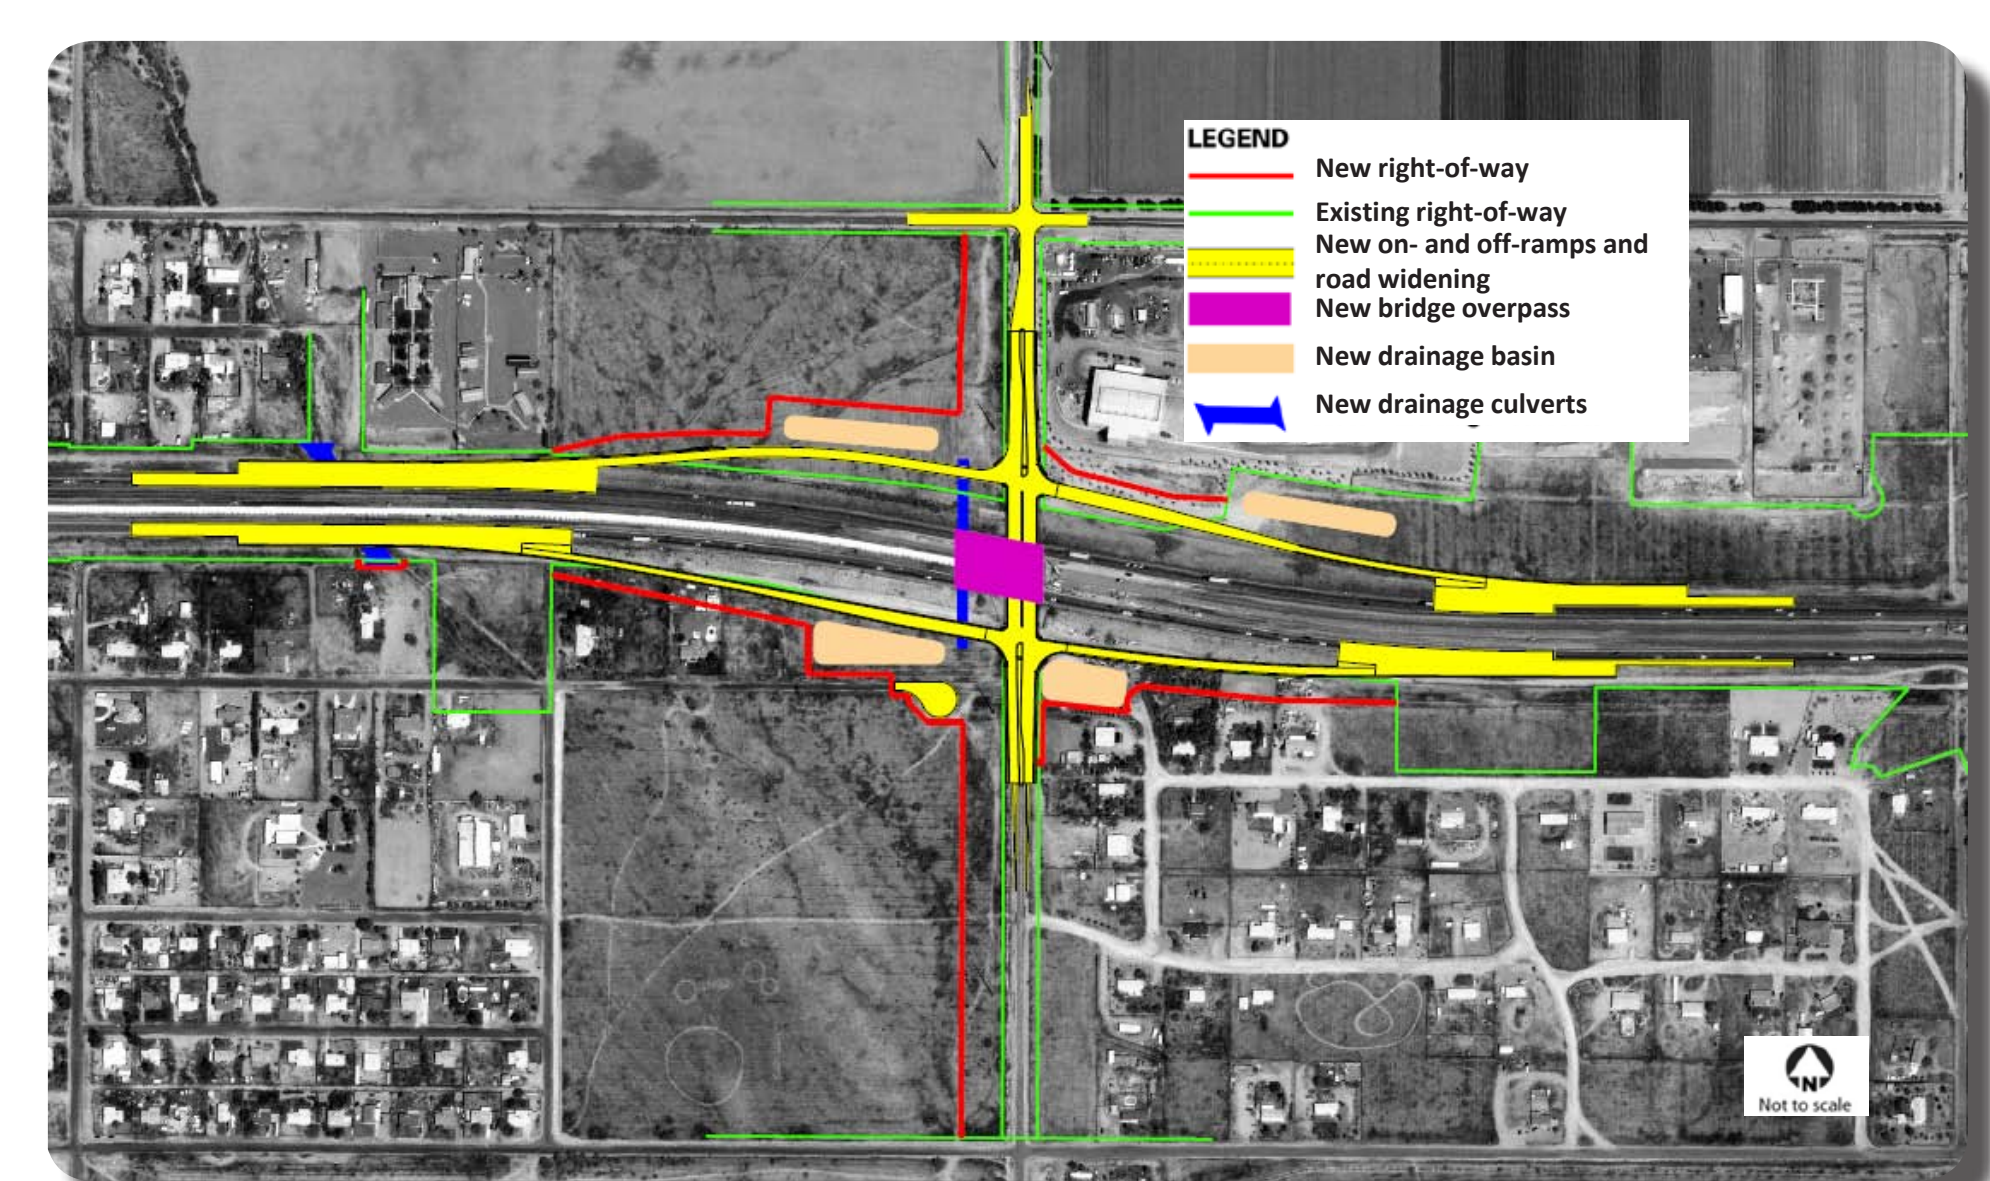 LEGEND
New right-of-way
Existing right-of-way
New on- and off-ramps and
road widening
New bridge overpass
New drainage basin
New drainage culverts
N
Not to scale